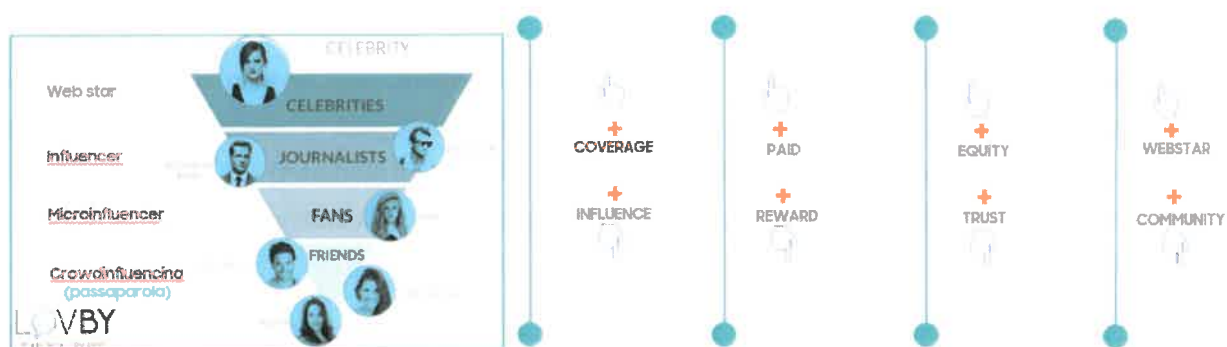 CELEBRITY
Web star
CELEBRITIES
Influencer
JOURNALISTS
Microinfluencer
FANS
FRIENDS
Crowdinfluencing
(passaparola)
LOVBY
+
COVERAGE
+
INFLUENCE
+
PAID
+
REWARD
+
EQUITY
+
TRUST
+
WEBSTAR
+
COMMUNITY